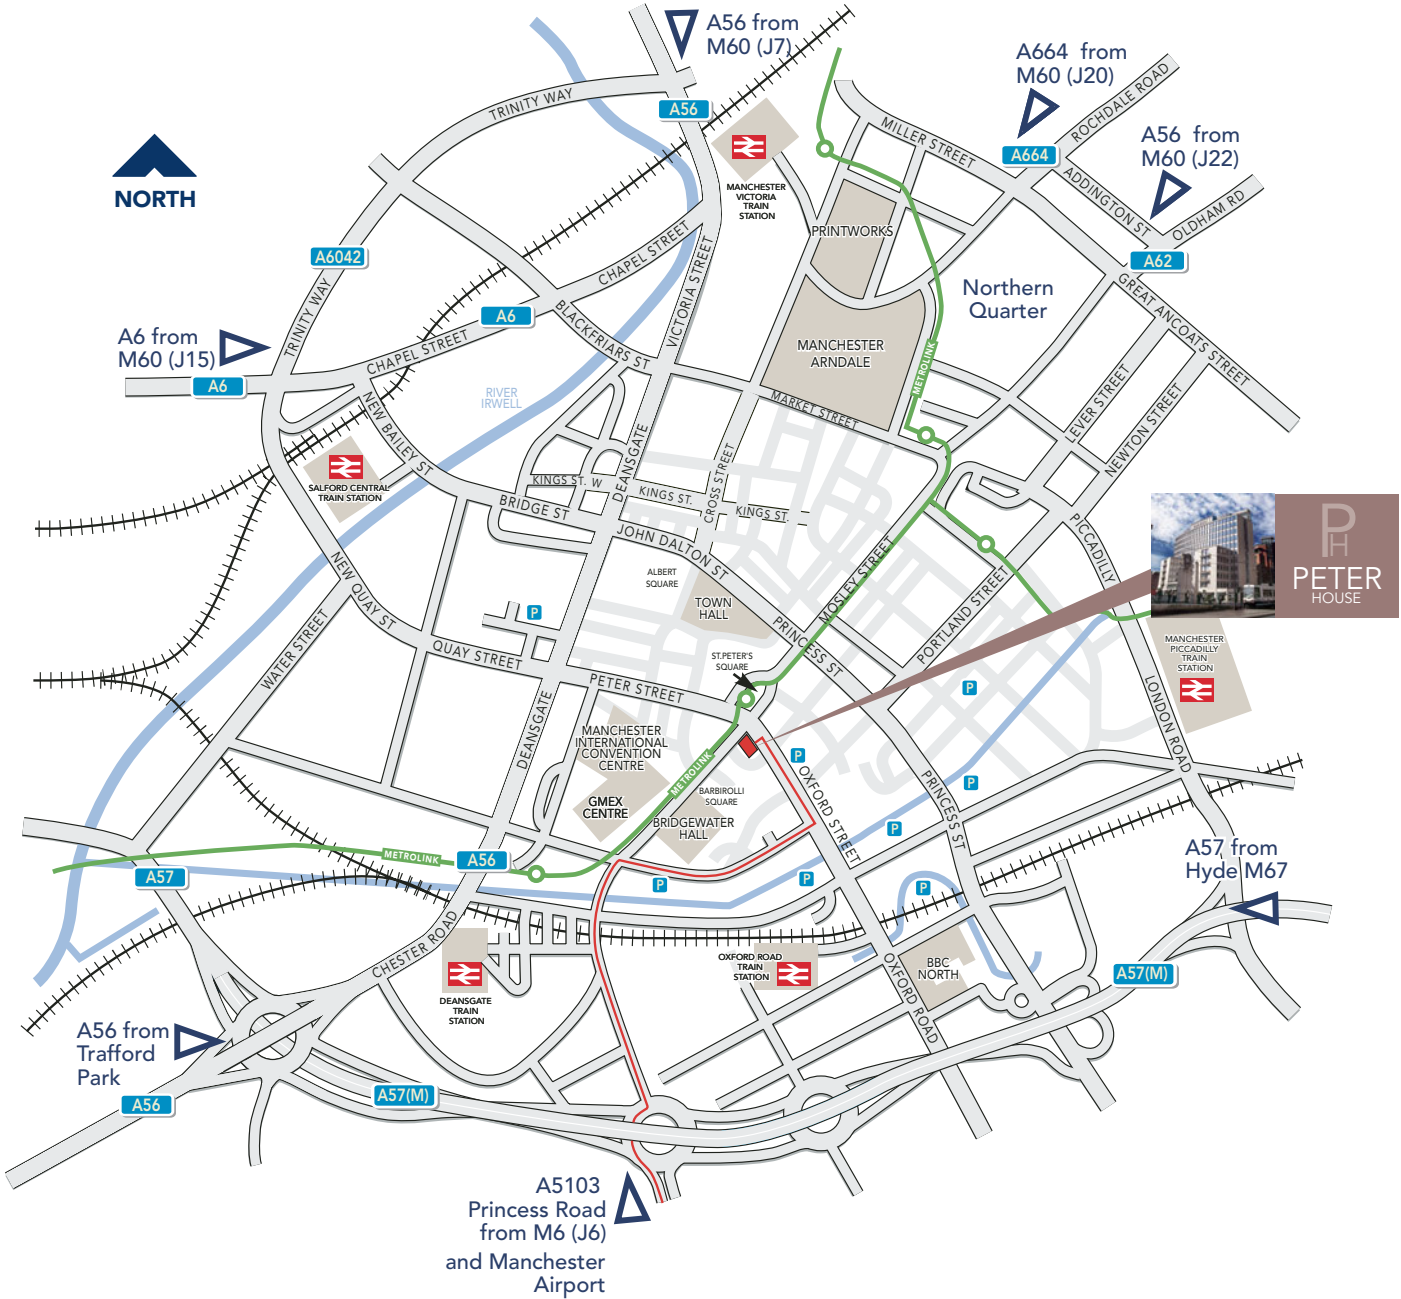 A56 from
M60 (J7)
A664 from
M60 (J20)
ROCHDALE ROAD
TRINITY WAY
A56
MILLER STREET
A664
A56 from
M60 (J22)
ADDINGTON ST
OLDHAM RD
A62
NORTH
MANCHESTER
VICTORIA
TRAIN
STATION
PRINTWORKS
A6042
CHAPEL STREET
VICTORIA STREET
Northern
Quarter
GREAT ANCOATS STREET
TRINITY WAY
A6
BLACKFRIARS ST
A6 from
M60 (J15)
A6
CHAPEL STREET
MANCHESTER
ARNDALE
METROLINK
RIVER
IRWELL
MARKET STREET
LEVER STREET
NEWTON STREET
NEW BAILEY ST
DEANSGATE
CROSS STREET
SALFORD CENTRAL
TRAIN STATION
KINGS ST. W
KINGS ST.
KINGS ST.
BRIDGE ST
JOHN DALTON ST
PICCADILLY
PH
PETER
HOUSE
NEW QUAY ST
ALBERT
SQUARE
TOWN
HALL
MOSLEY STREET
PORTLAND STREET
P
WATER STREET
QUAY STREET
PRINCESS ST
ST.PETER'S
SQUARE
MANCHESTER
PICCADILLY
TRAIN
STATION
PETER STREET
P
LONDON ROAD
DEANSGATE
MANCHESTER
INTERNATIONAL
CONVENTION
CENTRE
METROLINK
P
OXFORD STREET
PRINCESS ST
P
GMEX
CENTRE
BARBIROLLI
SQUARE
BRIDGEWATER
HALL
P
METROLINK
A56
A57
P
P
P
A57 from
Hyde M67
CHESTER ROAD
OXFORD ROAD
TRAIN
STATION
OXFORD ROAD
BBC
NORTH
A57(M)
DEANSGATE
TRAIN
STATION
A56 from
Trafford
Park
A56
A57(M)
A5103
Princess Road
from M6 (J6)
and Manchester
Airport